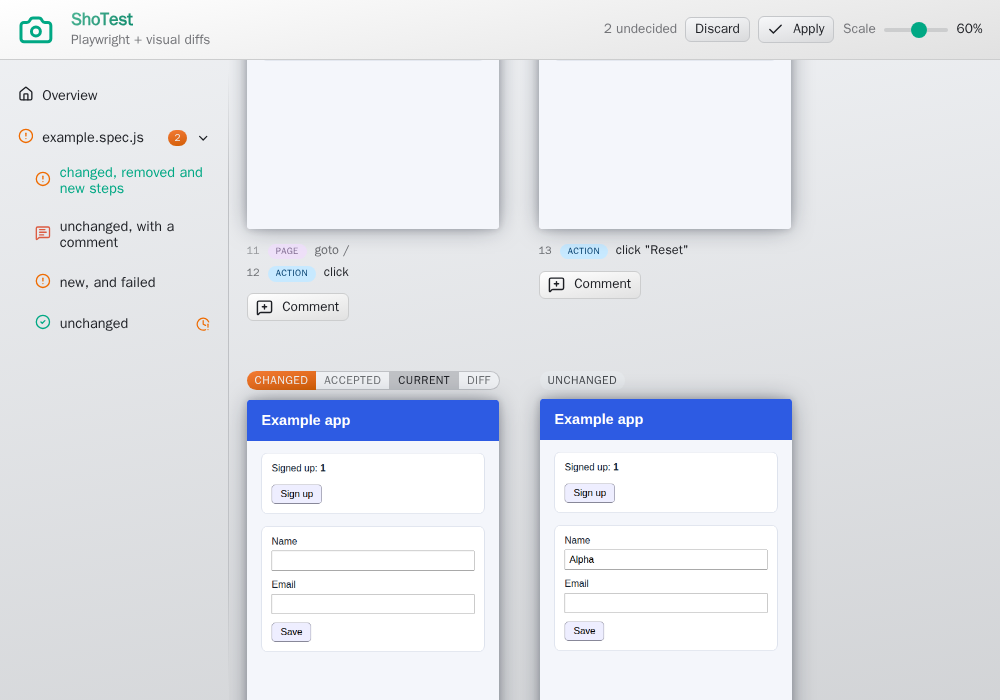 ShoTest
Playwright + visual diffs
2 undecided
Discard
Apply
Scale
60%
Overview
example.spec.js
2
changed, removed and
new steps
unchanged, with a
comment
new, and failed
unchanged
11 PAGE goto /
12 ACTION click
Comment
13 ACTION click "Reset"
Comment
CHANGED ACCEPTED CURRENT DIFF
Example app
Signed up: 1
Sign up
Name
Email
Save
UNCHANGED
Example app
Signed up: 1
Sign up
Name
Alpha
Email
Save